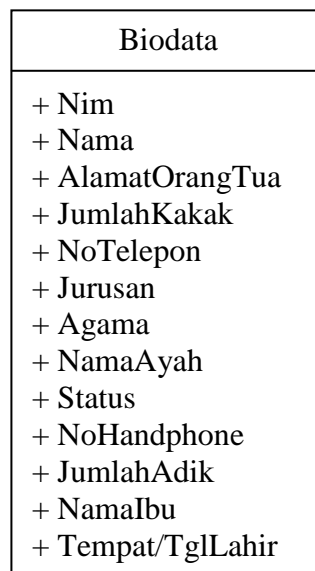 Biodata
+ Nim
+ Nama
+ AlamatOrangTua
+ JumlahKakak
+ NoTelepon
+ Jurusan
+ Agama
+ NamaAyah
+ Status
+ NoHandphone
+ JumlahAdik
+ NamaIbu
+ Tempat/TglLahir